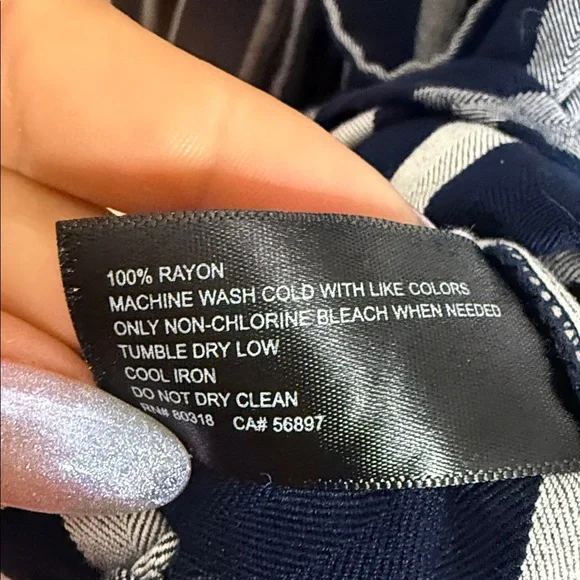 100% RAYON
MACHINE WASH COLD WITH LIKE COLORS
ONLY NON-CHLORINE BLEACH WHEN NEEDED
TUMBLE DRY LOW
COOL IRON
DO NOT DRY CLEAN
RN# 80318 CA# 56897